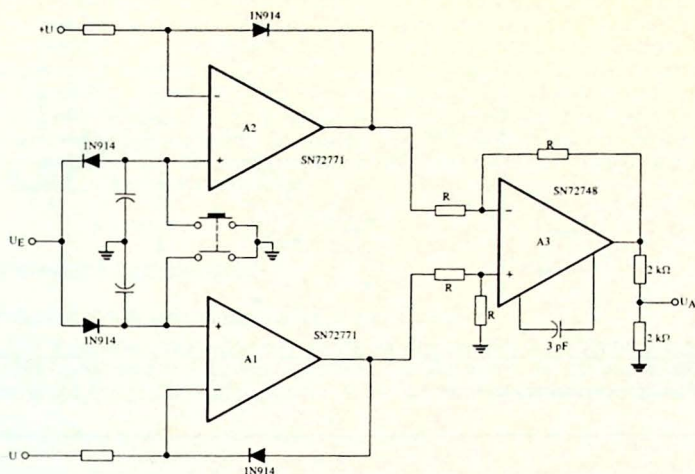 +U
1N914
A2
SN72771
1N914
R
SN72748
R
A3
U_E
2 kΩ
U_A
R
R
2 kΩ
3 pF
1N914
A1
SN72771
U
1N914